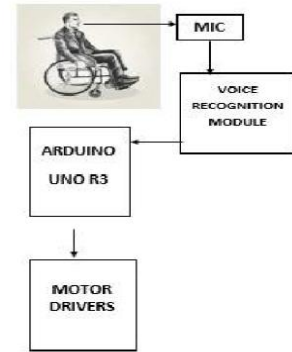 MIC
VOICE
RECOGNITION
MODULE
ARDUINO
UNO R3
MOTOR
DRIVERS